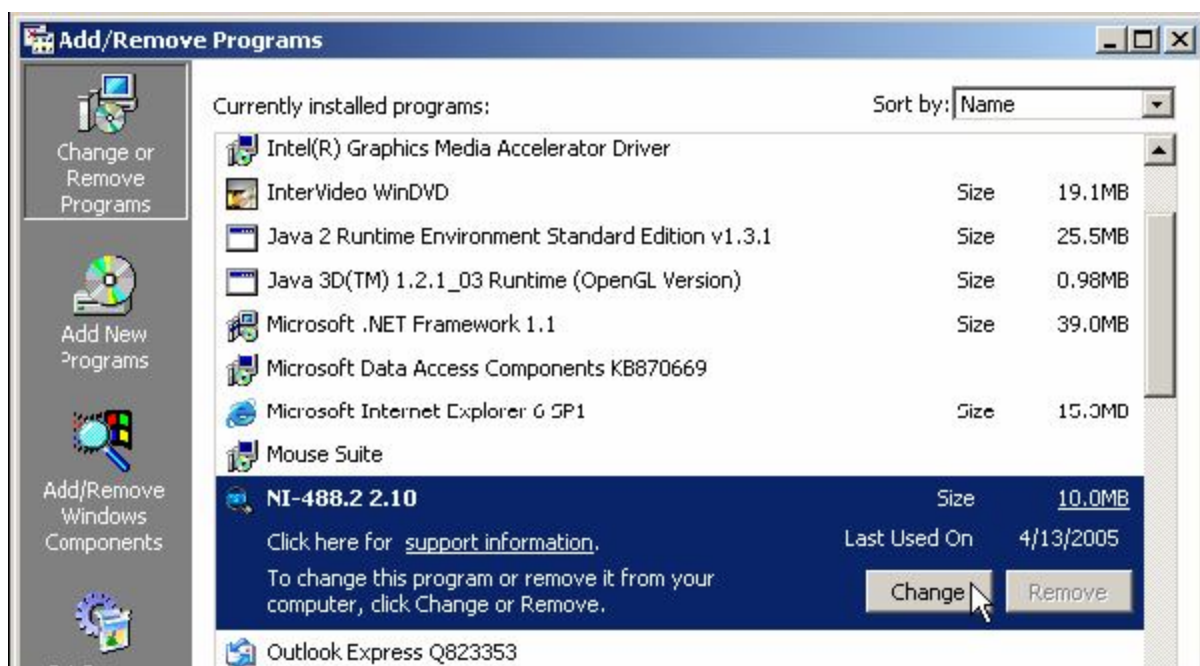 Add/Remove Programs
Change or
Remove
Programs
Add New
Programs
Add/Remove
Windows
Components
Currently installed programs:
Sort by: Name
Intel(R) Graphics Media Accelerator Driver
InterVideo WinDVD Size 19.1MB
Java 2 Runtime Environment Standard Edition v1.3.1 Size 25.5MB
Java 3D(TM) 1.2.1_03 Runtime (OpenGL Version) Size 0.98MB
Microsoft .NET Framework 1.1 Size 39.0MB
Microsoft Data Access Components KB870669
Microsoft Internet Explorer 6 SP1 Size
Mouse Suite
NI-488.2 2.10 Size 10.0MB
Click here for support information. Last Used On 4/13/2005
To change this program or remove it from your
computer, click Change or Remove.
Change Remove
Outlook Express Q823353